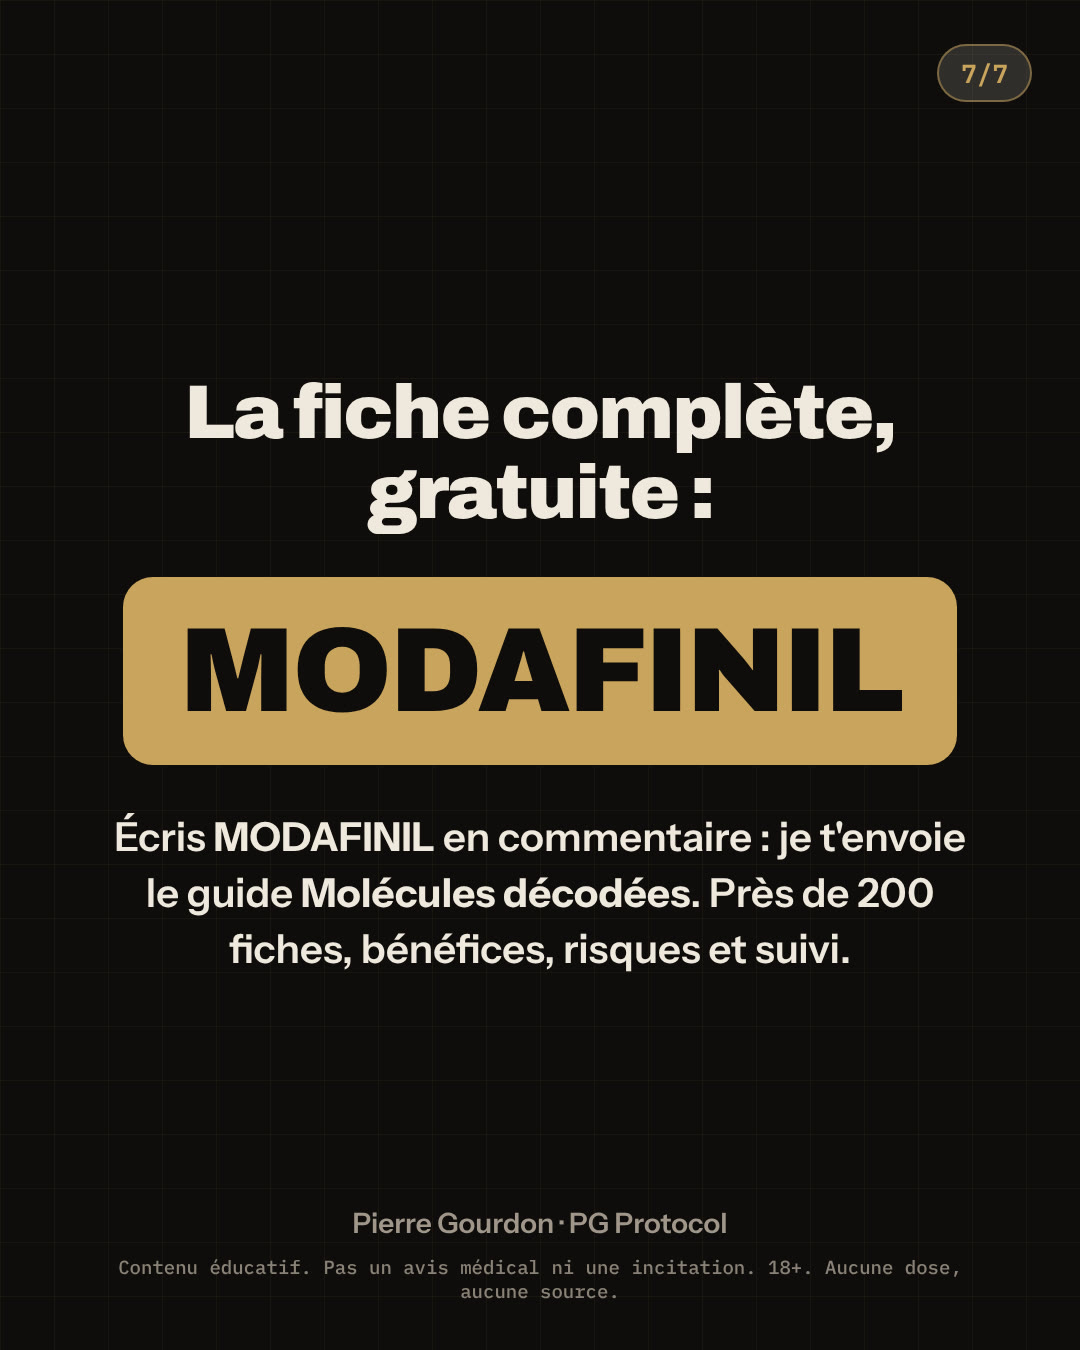 7/7
La fiche complète,
gratuite :
MODAFINIL
Écris MODAFINIL en commentaire : je t'envoie
le guide Molécules décodées. Près de 200
fiches, bénéfices, risques et suivi.
Pierre Gourdon · PG Protocol
Contenu éducatif. Pas un avis médical ni une incitation. 18+. Aucune dose,
aucune source.